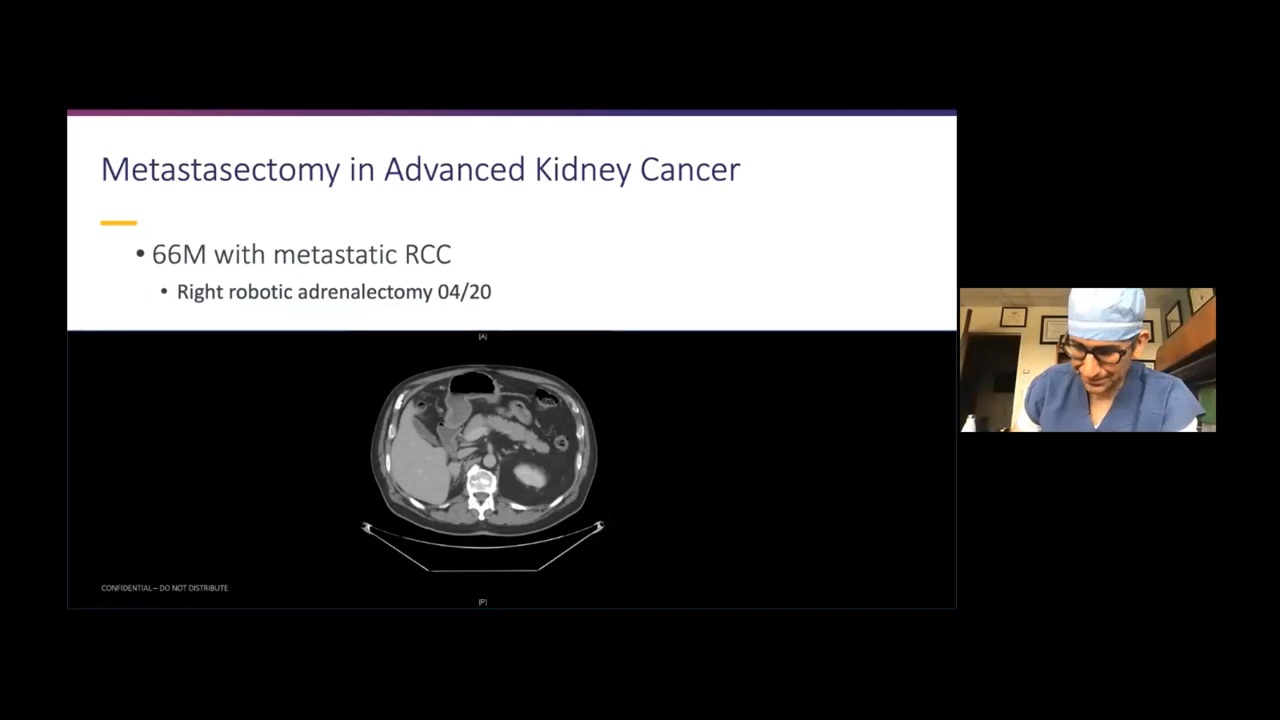 Metastasectomy in Advanced Kidney Cancer
• 66M with metastatic RCC
• Right robotic adrenalectomy 04/20
[A]
CONFIDENTIAL – DO NOT DISTRIBUTE
[P]